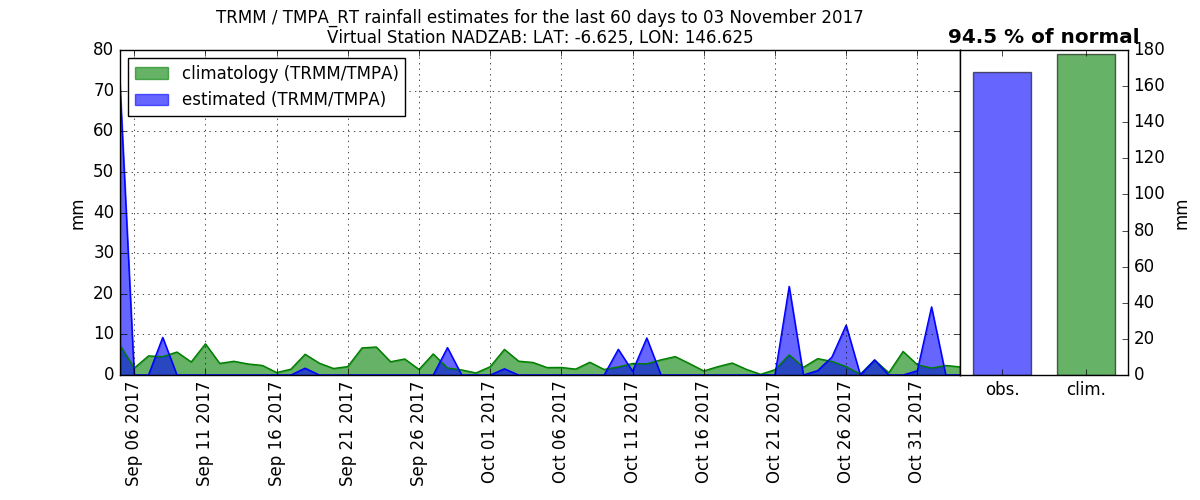 TRMM / TMPA_RT rainfall estimates for the last 60 days to 03 November 2017
Virtual Station NADZAB: LAT: -6.625, LON: 146.625
94.5 % of normal
climatology (TRMM/TMPA)
estimated (TRMM/TMPA)
80
70
60
50
40
30
20
10
0
mm
Sep 06 2017
Sep 11 2017
Sep 16 2017
Sep 21 2017
Sep 26 2017
Oct 01 2017
Oct 06 2017
Oct 11 2017
Oct 16 2017
Oct 21 2017
Oct 26 2017
Oct 31 2017
obs.
clim.
180
160
140
120
100
80
60
40
20
0
mm